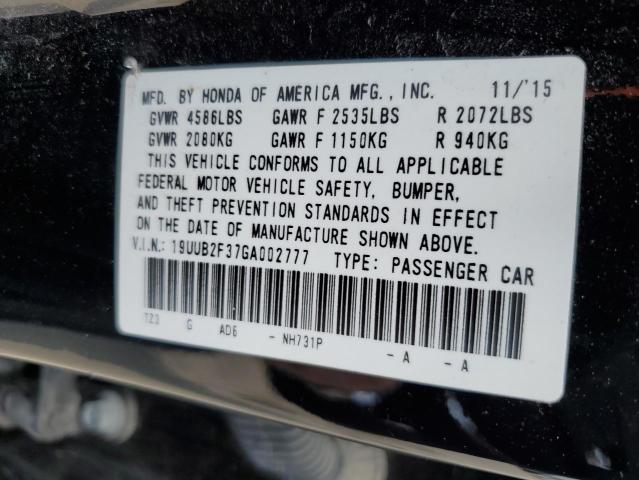 MFD. BY HONDA OF AMERICA MFG., INC. 11/'15
GVWR 4586LBS GAWR F 2535LBS R 2072LBS
GVWR 2080KG GAWR F 1150KG R 940KG
THIS VEHICLE CONFORMS TO ALL APPLICABLE
FEDERAL MOTOR VEHICLE SAFETY, BUMPER,
AND THEFT PREVENTION STANDARDS IN EFFECT
ON THE DATE OF MANUFACTURE SHOWN ABOVE.
V.I.N.: 19UUB2F37GA002777 TYPE: PASSENGER CAR
TZ3 G AD6 - NH731P - A - A